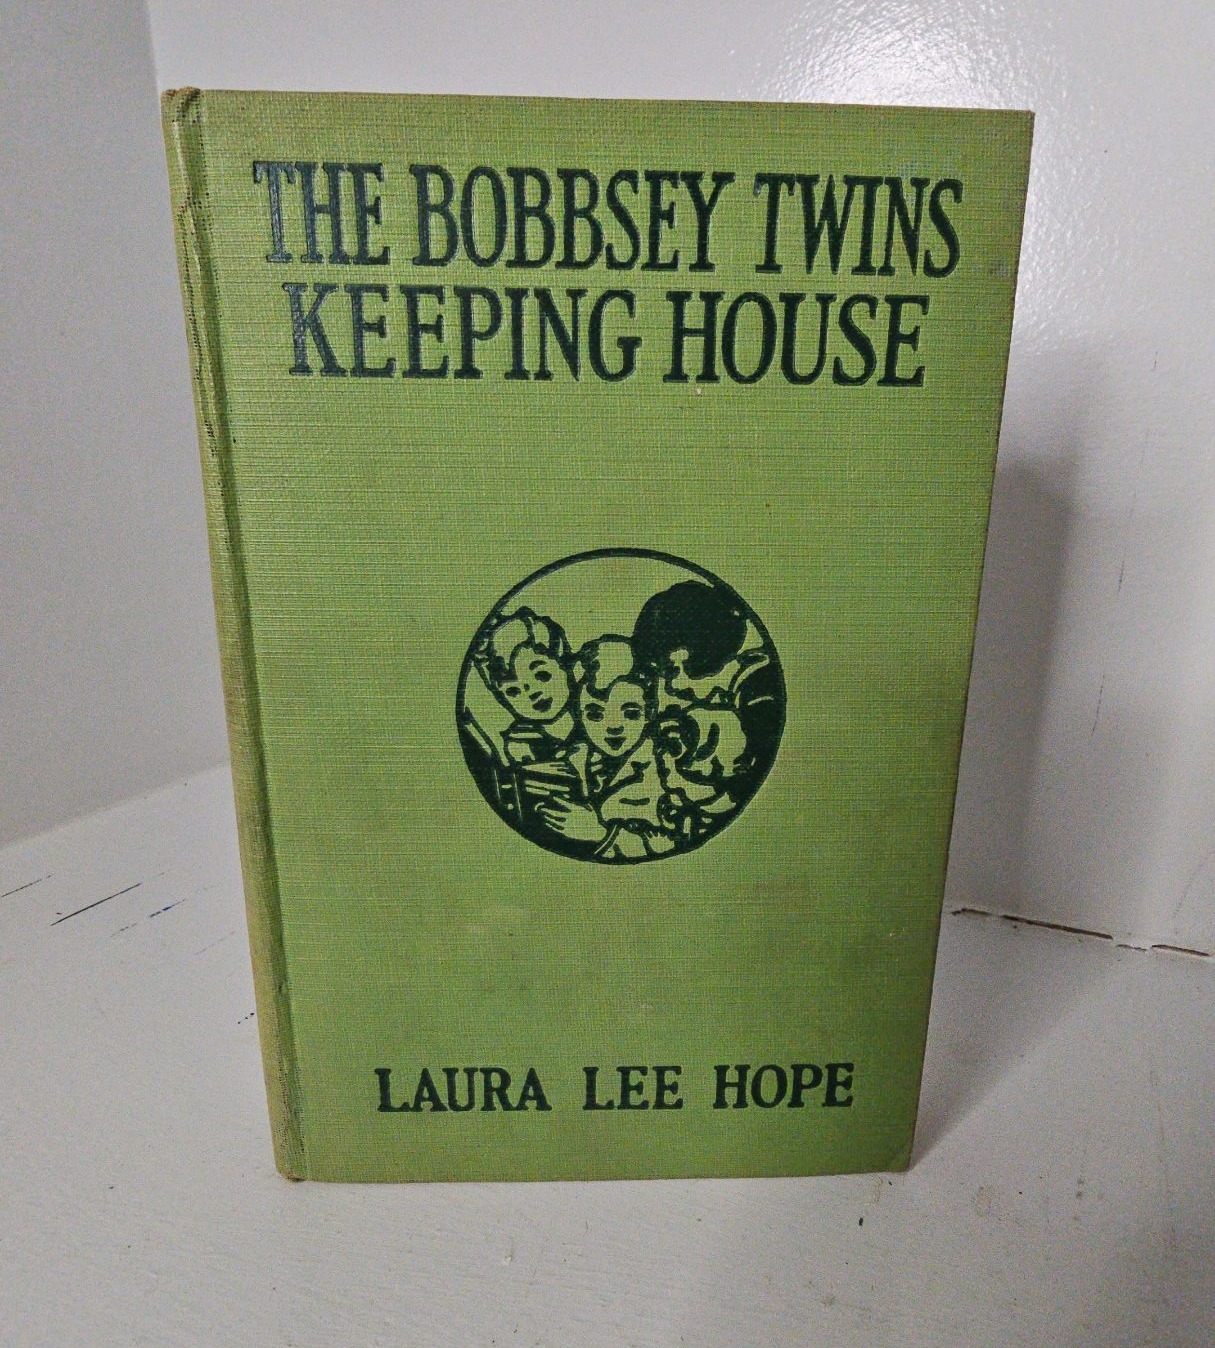 THE BOBBSEY TWINS
KEEPING HOUSE
LAURA LEE HOPE